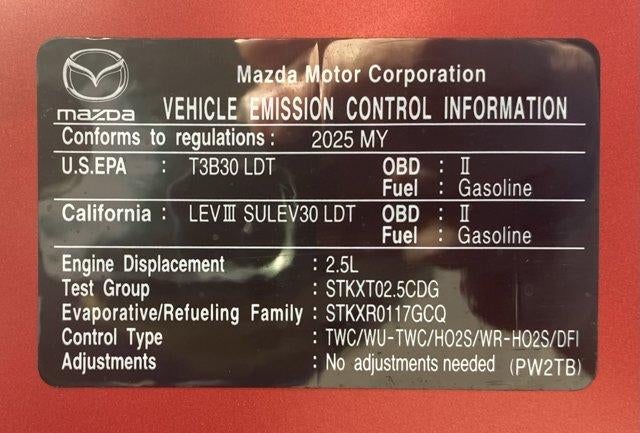 Mazda Motor Corporation
mazda VEHICLE EMISSION CONTROL INFORMATION
Conforms to regulations : 2025 MY
U.S.EPA : T3B30 LDT OBD : II
Fuel : Gasoline
California : LEVIII SULEV30 LDT OBD : II
Fuel : Gasoline
Engine Displacement : 2.5L
Test Group : STKXT02.5CDG
Evaporative/Refueling Family : STKXR0117GCQ
Control Type : TWC/WU-TWC/HO2S/WR-HO2S/DFI
Adjustments : No adjustments needed (PW2TB)